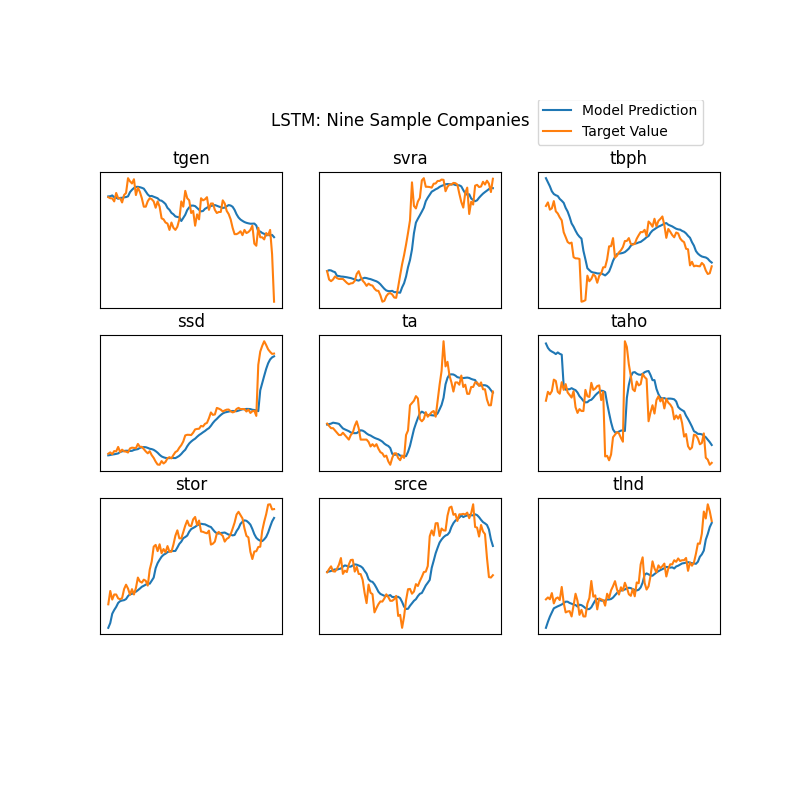 LSTM: Nine Sample Companies
Model Prediction
Target Value
tgen
svra
tbph
ssd
ta
taho
stor
srce
tlnd